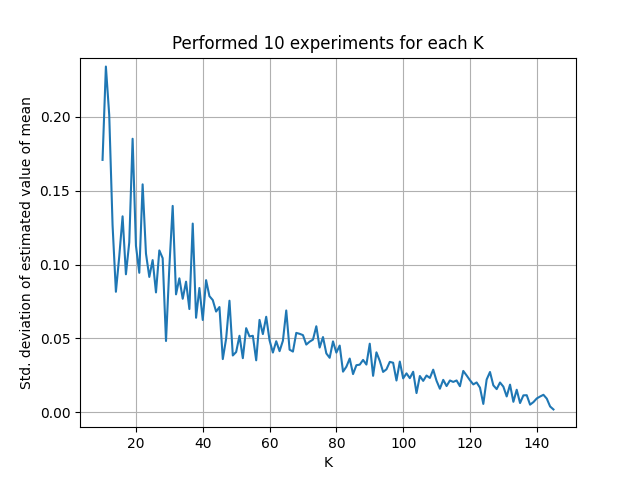 Performed 10 experiments for each K
Std. deviation of estimated value of mean
0.20
0.15
0.10
0.05
0.00
20 40 60 80 100 120 140
K